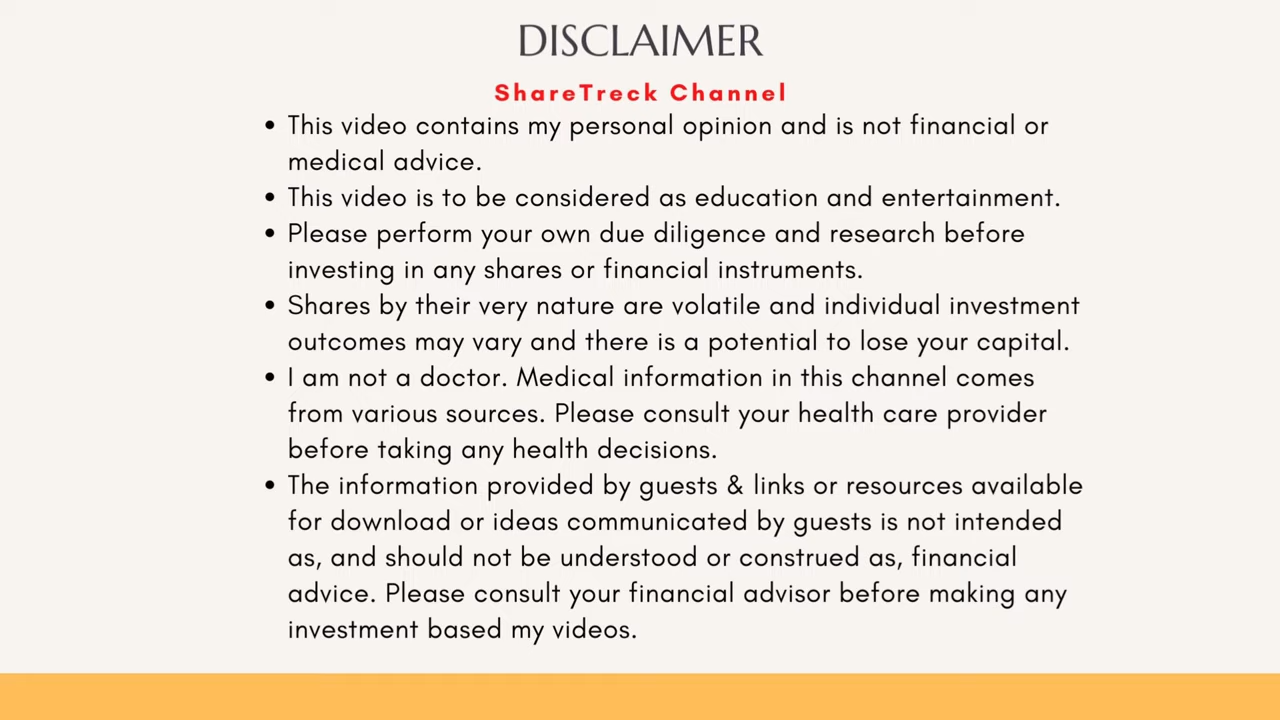 DISCLAIMER
ShareTreck Channel
• This video contains my personal opinion and is not financial or
medical advice.
• This video is to be considered as education and entertainment.
• Please perform your own due diligence and research before
investing in any shares or financial instruments.
• Shares by their very nature are volatile and individual investment
outcomes may vary and there is a potential to lose your capital.
• I am not a doctor. Medical information in this channel comes
from various sources. Please consult your health care provider
before taking any health decisions.
• The information provided by guests & links or resources available
for download or ideas communicated by guests is not intended
as, and should not be understood or construed as, financial
advice. Please consult your financial advisor before making any
investment based my videos.